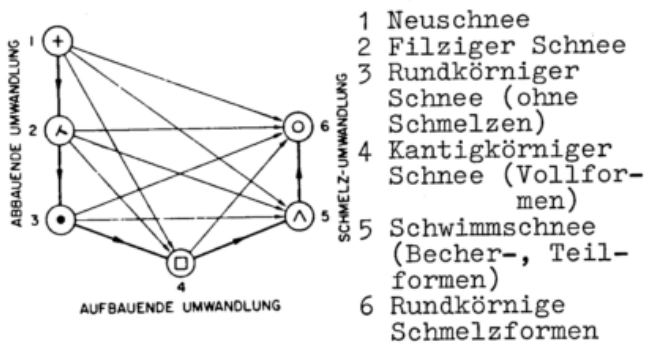 1
2
3
4
5
6
ABBAUENDE UMWANDLUNG
AUFBAUENDE UMWANDLUNG
SCHMELZ-UMWANDLUNG
1 Neuschnee
2 Filziger Schnee
3 Rundkörniger
Schnee (ohne
Schmelzen)
4 Kantigkörniger
Schnee (Vollfor-
men)
5 Schwimmschnee
(Becher-, Teil-
formen)
6 Rundkörnige
Schmelzformen